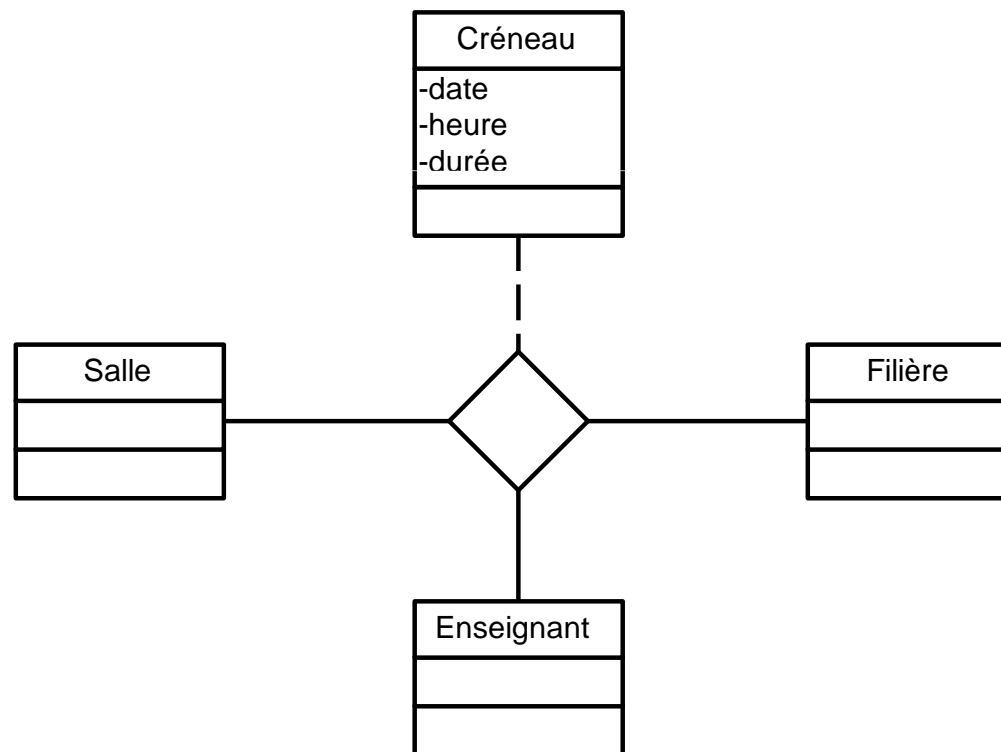 Créneau
-date
-heure
-durée
Salle
Filière
Enseignant